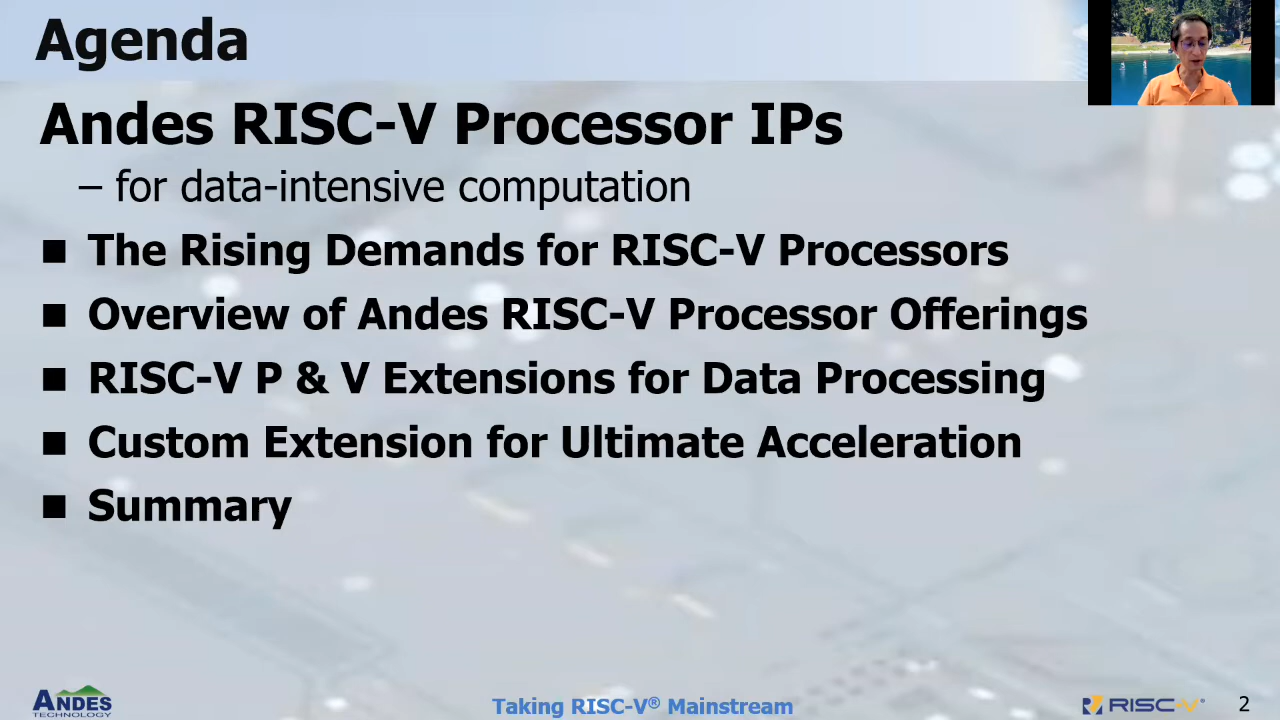 Agenda
Andes RISC-V Processor IPs
– for data-intensive computation
■ The Rising Demands for RISC-V Processors
■ Overview of Andes RISC-V Processor Offerings
■ RISC-V P & V Extensions for Data Processing
■ Custom Extension for Ultimate Acceleration
■ Summary
ANDES
TECHNOLOGY
Taking RISC-V® Mainstream
RISC-V®
2